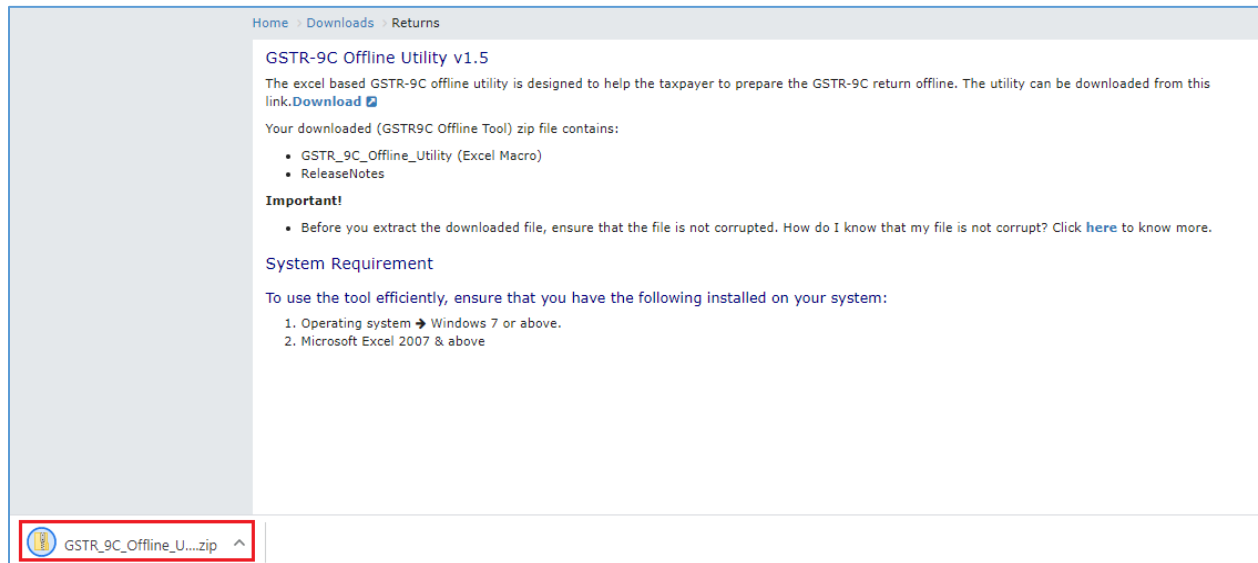 Home > Downloads > Returns
GSTR-9C Offline Utility v1.5
The excel based GSTR-9C offline utility is designed to help the taxpayer to prepare the GSTR-9C return offline. The utility can be downloaded from this
link.Download
Your downloaded (GSTR9C Offline Tool) zip file contains:
• GSTR_9C_Offline_Utility (Excel Macro)
• ReleaseNotes
Important!
• Before you extract the downloaded file, ensure that the file is not corrupted. How do I know that my file is not corrupt? Click here to know more.
System Requirement
To use the tool efficiently, ensure that you have the following installed on your system:
1. Operating system ➔ Windows 7 or above.
2. Microsoft Excel 2007 & above
GSTR_9C_Offline_U....zip